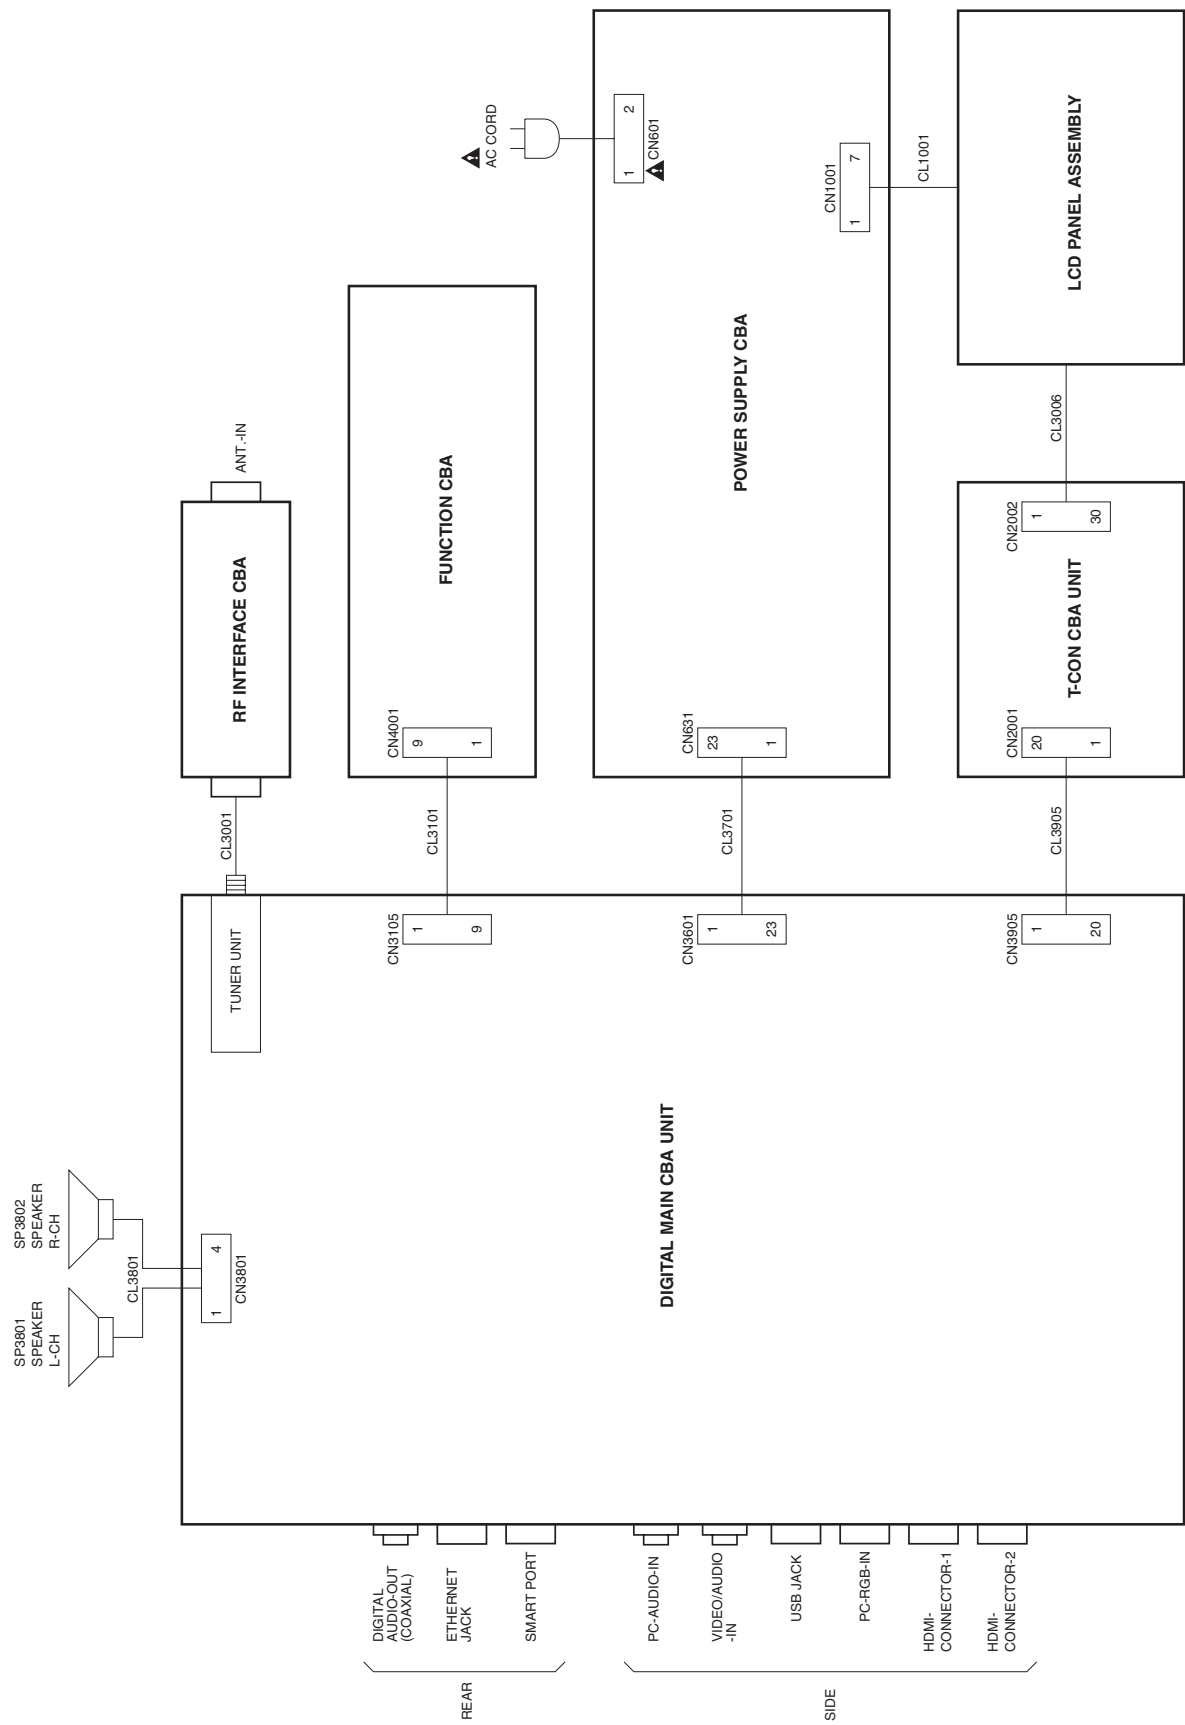 SP3801
SPEAKER
L-CH
SP3802
SPEAKER
R-CH
CL3801
1 4
CN3801
TUNER UNIT
CL3001
RF INTERFACE CBA
ANT.-IN
REAR
DIGITAL
AUDIO-OUT
(COAXIAL)
ETHERNET
JACK
SMART PORT
CN3105
1
9
CL3101
CN4001
9
1
FUNCTION CBA
AC CORD
1 2
CN601
SIDE
PC-AUDIO-IN
VIDEO/AUDIO
-IN
USB JACK
PC-RGB-IN
HDMI-
CONNECTOR-1
HDMI-
CONNECTOR-2
DIGITAL MAIN CBA UNIT
CN3601
1
23
CL3701
CN631
23
1
POWER SUPPLY CBA
CN1001
1 7
CL1001
CN3905
1
20
CL3905
CN2001
20
1
T-CON CBA UNIT
CN2002
1
30
CL3006
LCD PANEL ASSEMBLY